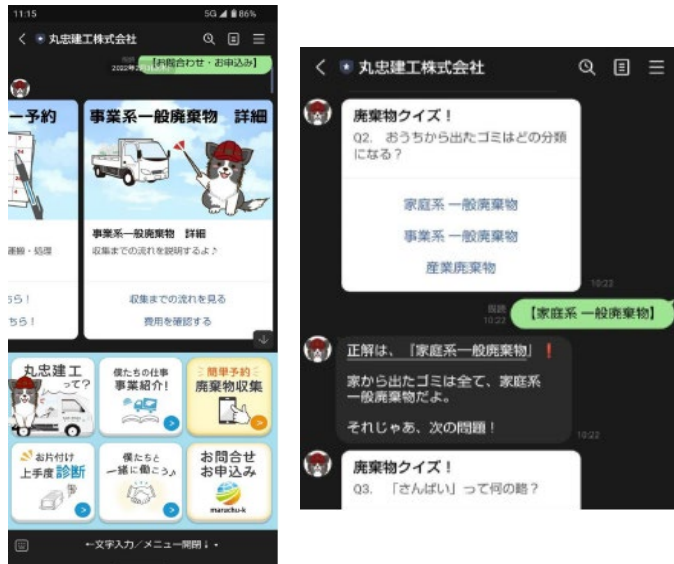 11:15
5G
86%
丸忠建工株式会社
【お問合わせ・お申込み】
ー予約
運搬・処理
ちら！
ちら！
事業系一般廃棄物 詳細
事業系一般廃棄物 詳細
収集までの流れを説明するよ♪
収集までの流れを見る
費用を確認する
丸忠建工
って?
僕たちの仕事
事業紹介!
簡単予約
廃棄物収集
お片付け
上手度診断
僕たちと
一緒に働こう♪
お問合せ
お申込み
maruchu-k
←文字入力／メニュー開閉↓・
丸忠建工株式会社
廃棄物クイズ！
Q2. おうちから出たゴミはどの分類
になる？
家庭系 一般廃棄物
事業系 一般廃棄物
産業廃棄物
10:22
既読
10:22
【家庭系 一般廃棄物】
正解は、『家庭系一般廃棄物』❗
家から出たゴミは全て、家庭系
一般廃棄物だよ。
それじゃあ、次の問題！
10:22
廃棄物クイズ！
Q3. 「さんぱい」って何の略？